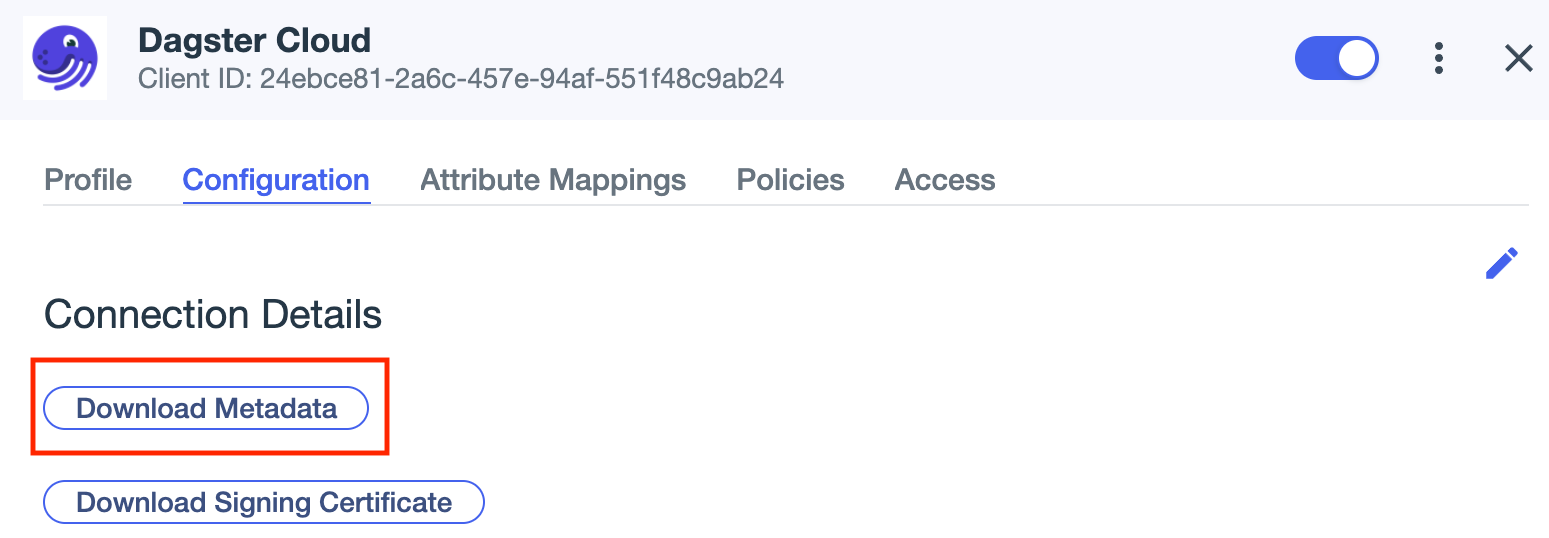 Dagster Cloud
Client ID: 24ebce81-2a6c-457e-94af-551f48c9ab24
Profile Configuration Attribute Mappings Policies Access
Connection Details
Download Metadata
Download Signing Certificate